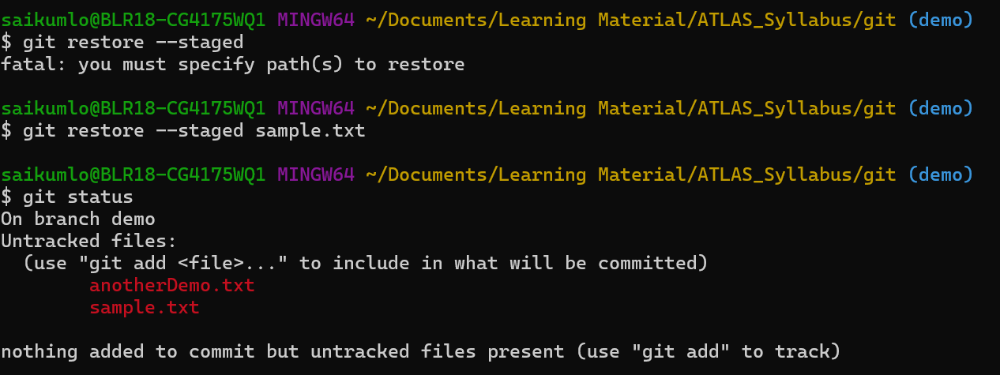 saikumlo@BLR18-CG4175WQ1 MINGW64 ~/Documents/Learning Material/ATLAS_Syllabus/git (demo)
$ git restore --staged
fatal: you must specify path(s) to restore
saikumlo@BLR18-CG4175WQ1 MINGW64 ~/Documents/Learning Material/ATLAS_Syllabus/git (demo)
$ git restore --staged sample.txt
saikumlo@BLR18-CG4175WQ1 MINGW64 ~/Documents/Learning Material/ATLAS_Syllabus/git (demo)
$ git status
On branch demo
Untracked files:
  (use "git add <file>..." to include in what will be committed)
        anotherDemo.txt
        sample.txt
nothing added to commit but untracked files present (use "git add" to track)